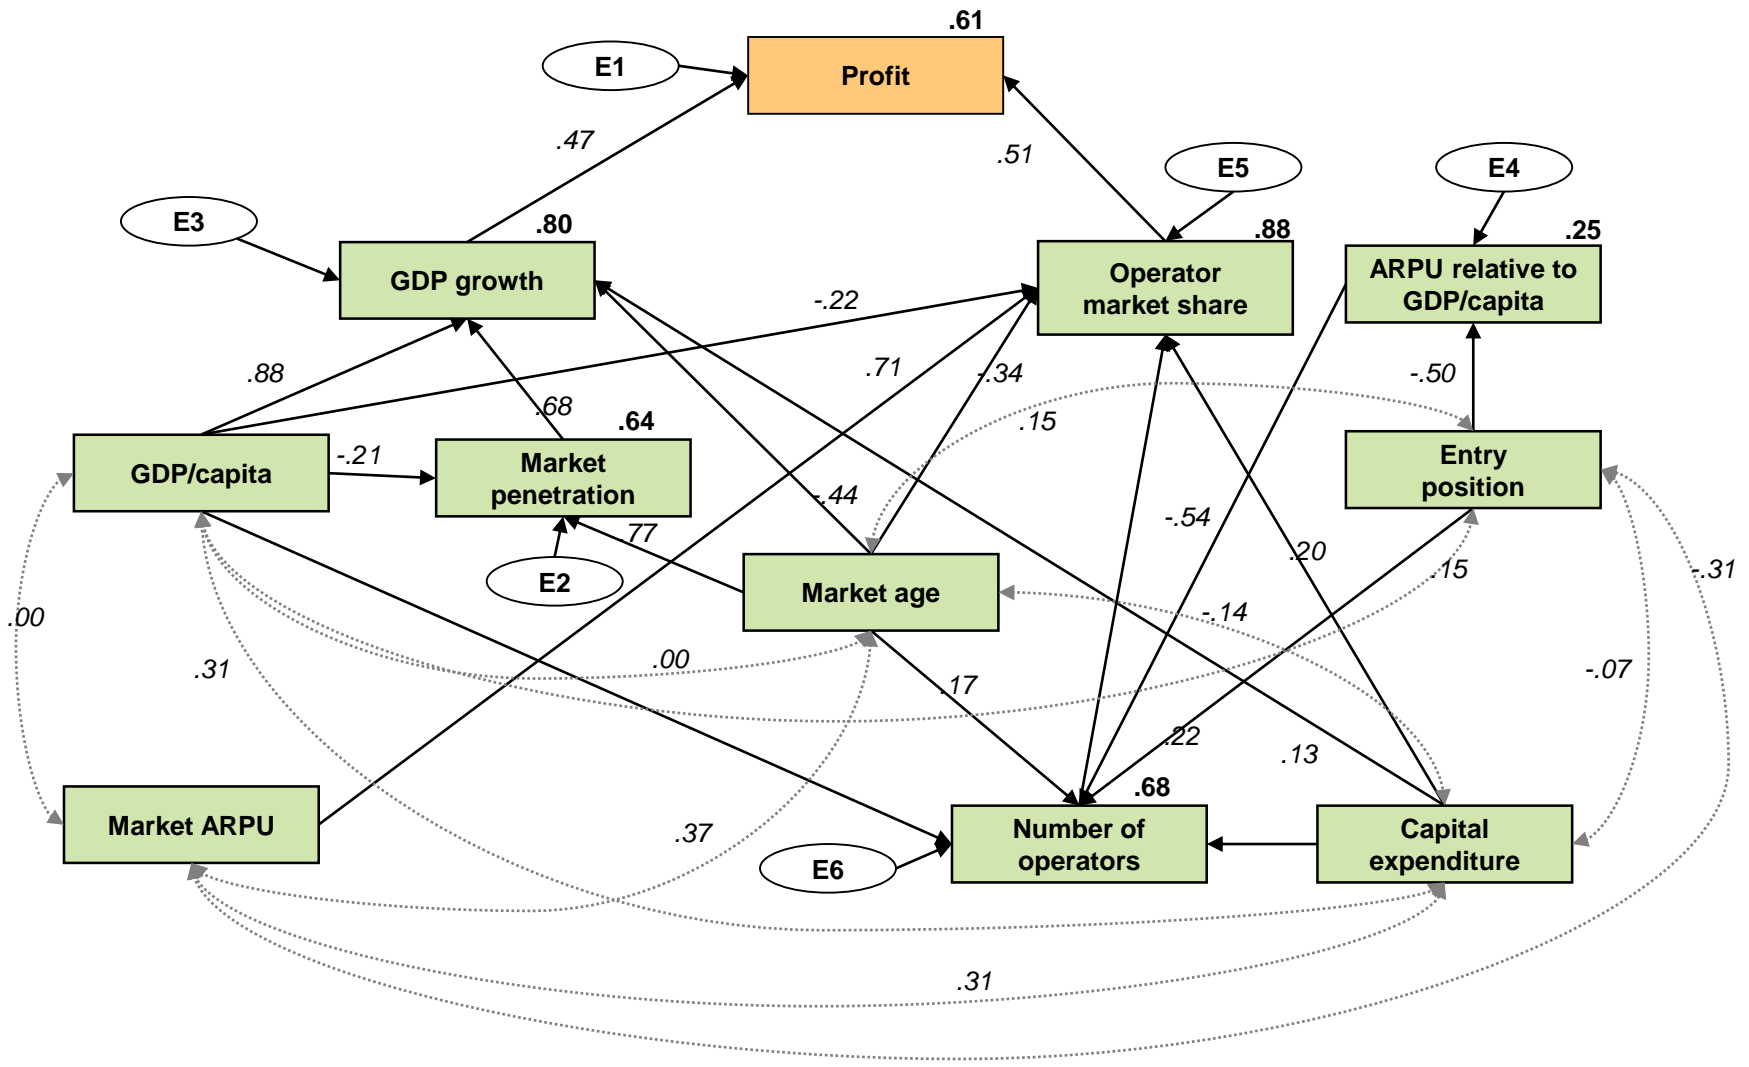 .61
E1
Profit
.47
.51
E5
E4
E3
.80
.88
.25
GDP growth
Operator
market share
ARPU relative to
GDP/capita
-.22
.88
.71
-.34
-.50
.68
.64
.15
GDP/capita
-.21
Market
penetration
Entry
position
-.44
-.54
.77
.20
.15
-.31
E2
Market age
.00
-.14
.31
.00
-.07
.17
.22
.13
.68
Market ARPU
.37
Number of
operators
Capital
expenditure
E6
.31